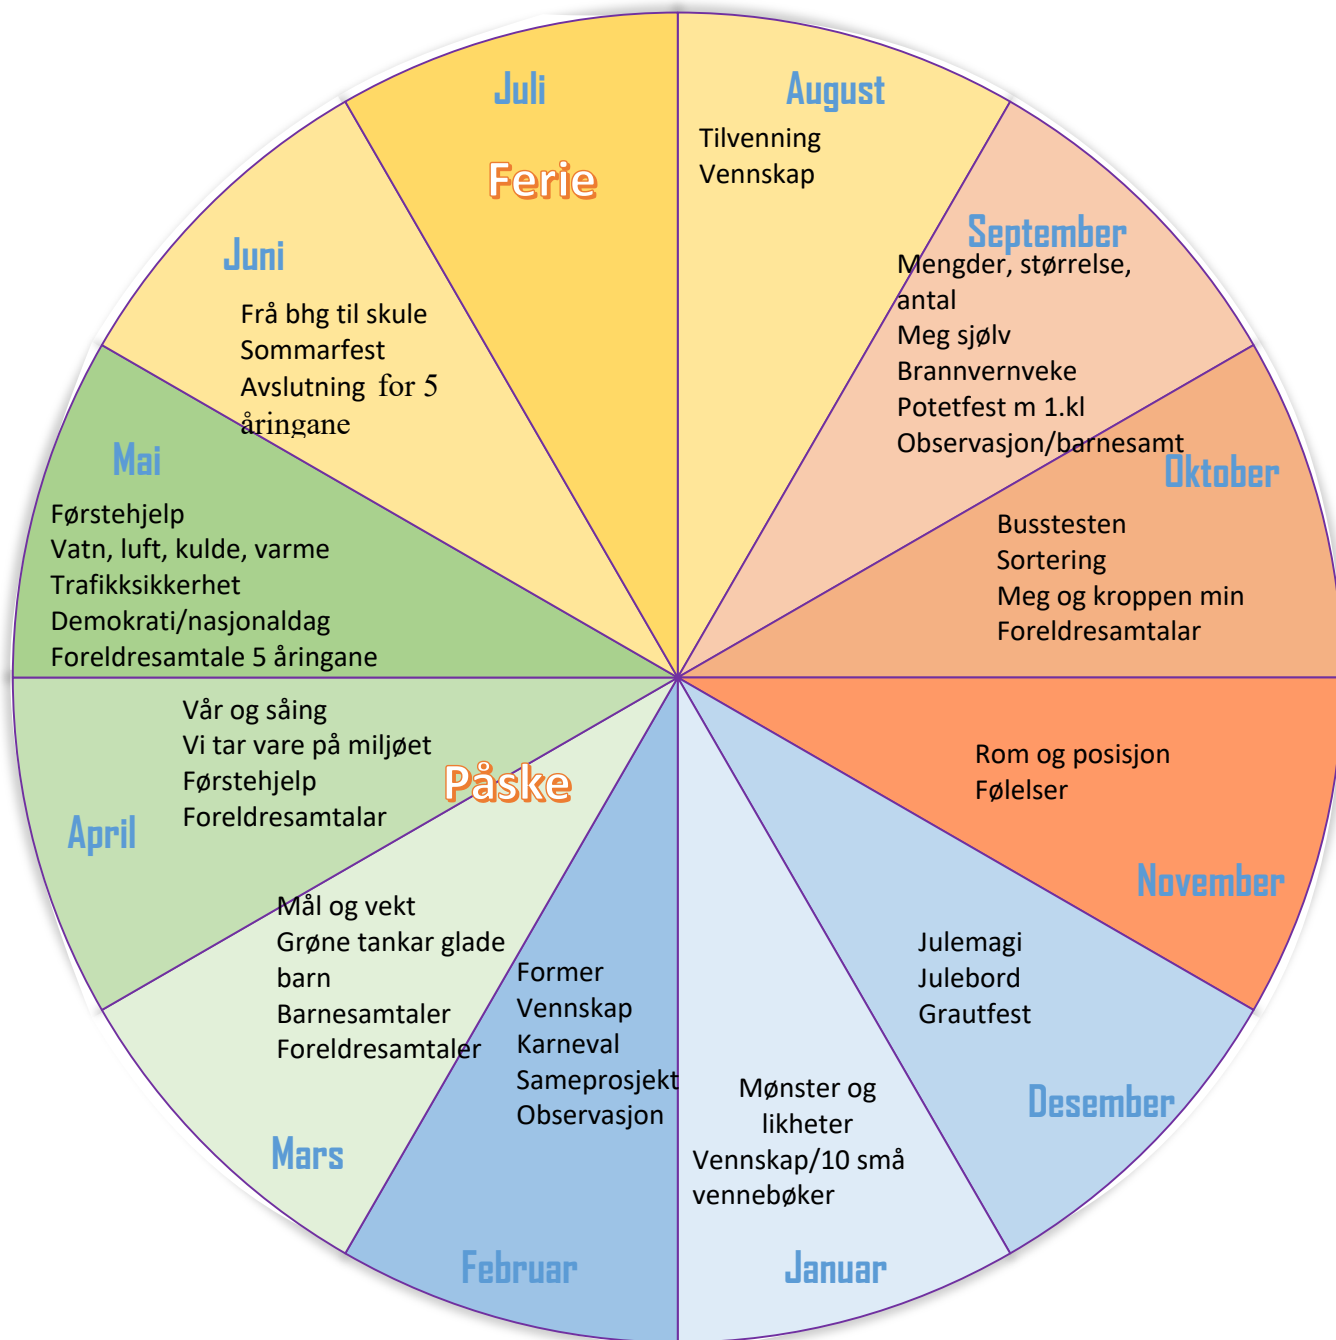 August
Tilvenning
Vennskap
September
Mengder, størrelse,
antal
Meg sjølv
Brannvernveke
Potetfest m 1.kl
Observasjon/barnesamt
Oktober
Busstesten
Sortering
Meg og kroppen min
Foreldresamtalar
Rom og posisjon
Følelser
November
Julemagi
Julebord
Grautfest
Desember
Mønster og
likheter
Vennskap/10 små
vennebøker
Januar
Former
Vennskap
Karneval
Sameprosjekt
Observasjon
Februar
Mål og vekt
Grøne tankar glade
barn
Barnesamtaler
Foreldresamtaler
Mars
Påske
Vår og såing
Vi tar vare på miljøet
Førstehjelp
Foreldresamtalar
April
Mai
Førstehjelp
Vatn, luft, kulde, varme
Trafikksikkerhet
Demokrati/nasjonaldag
Foreldresamtale 5 åringane
Juni
Frå bhg til skule
Sommarfest
Avslutning for 5
åringane
Juli
Ferie